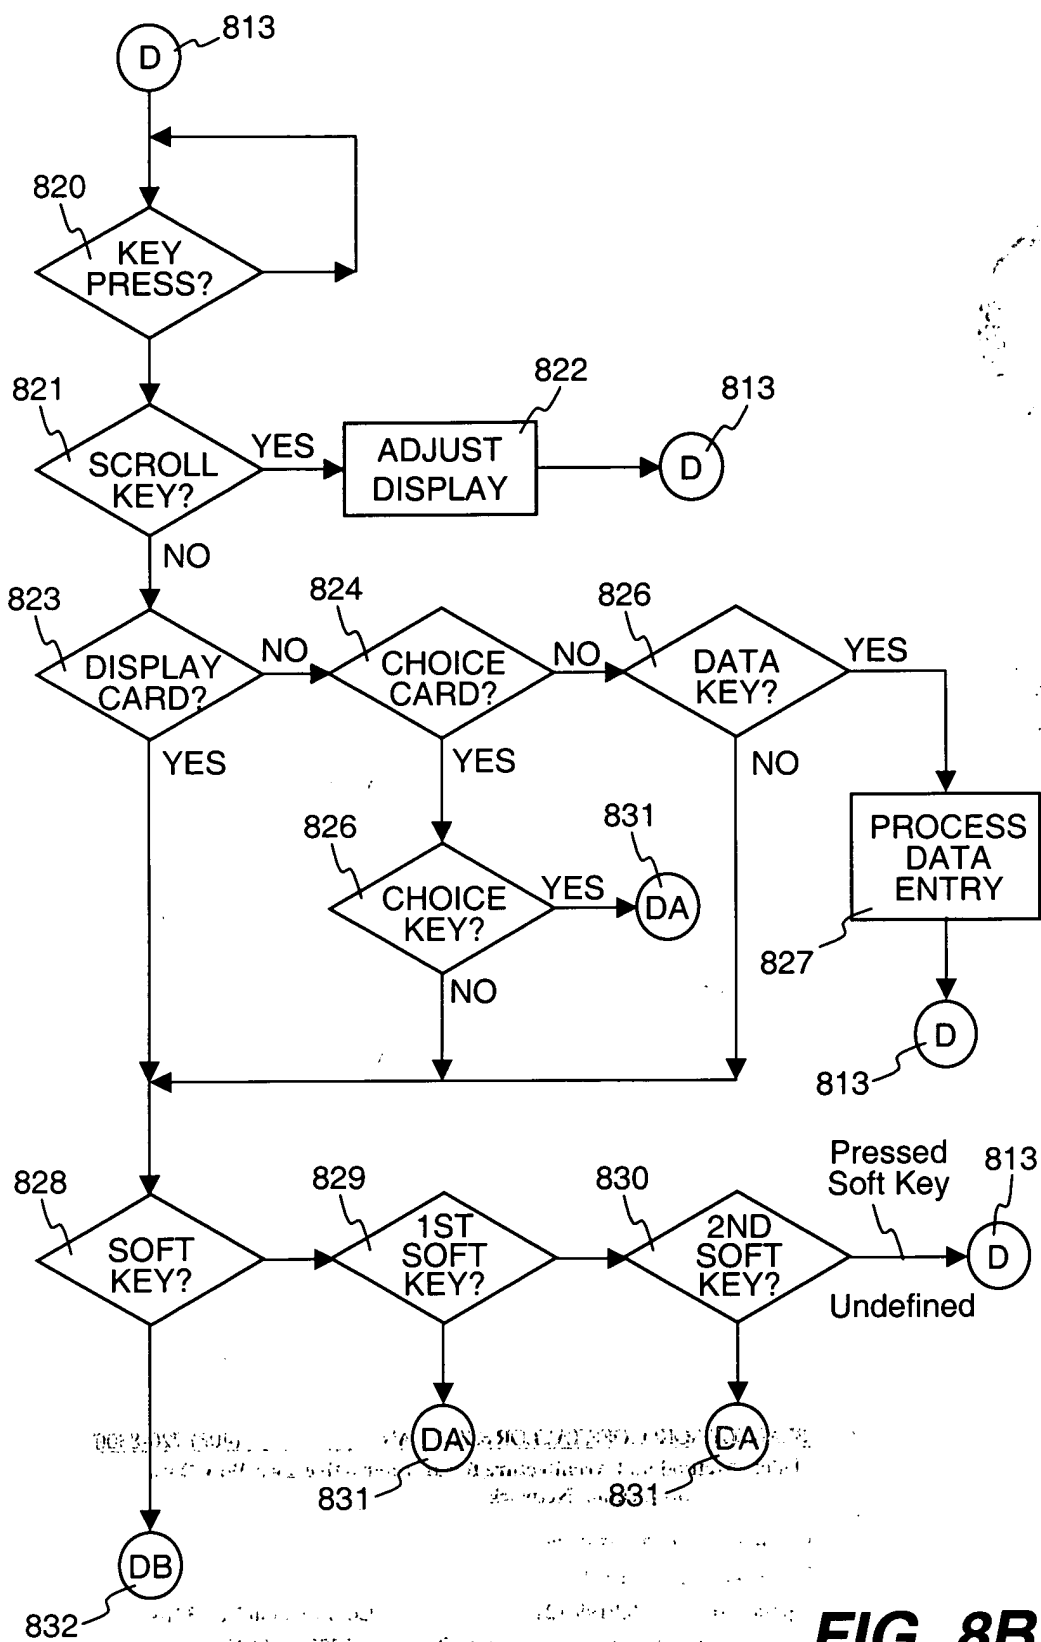 D
813
820
KEY
PRESS?
821
SCROLL
KEY?
YES
822
ADJUST
DISPLAY
813
D
NO
823
DISPLAY
CARD?
NO
824
CHOICE
CARD?
NO
826
DATA
KEY?
YES
YES
YES
NO
826
CHOICE
KEY?
YES
831
DA
NO
PROCESS
DATA
ENTRY
827
D
813
828
SOFT
KEY?
829
1ST
SOFT
KEY?
830
2ND
SOFT
KEY?
Pressed
Soft Key
Undefined
813
D
DA
831
DA
831
DB
832
FIG. 8B